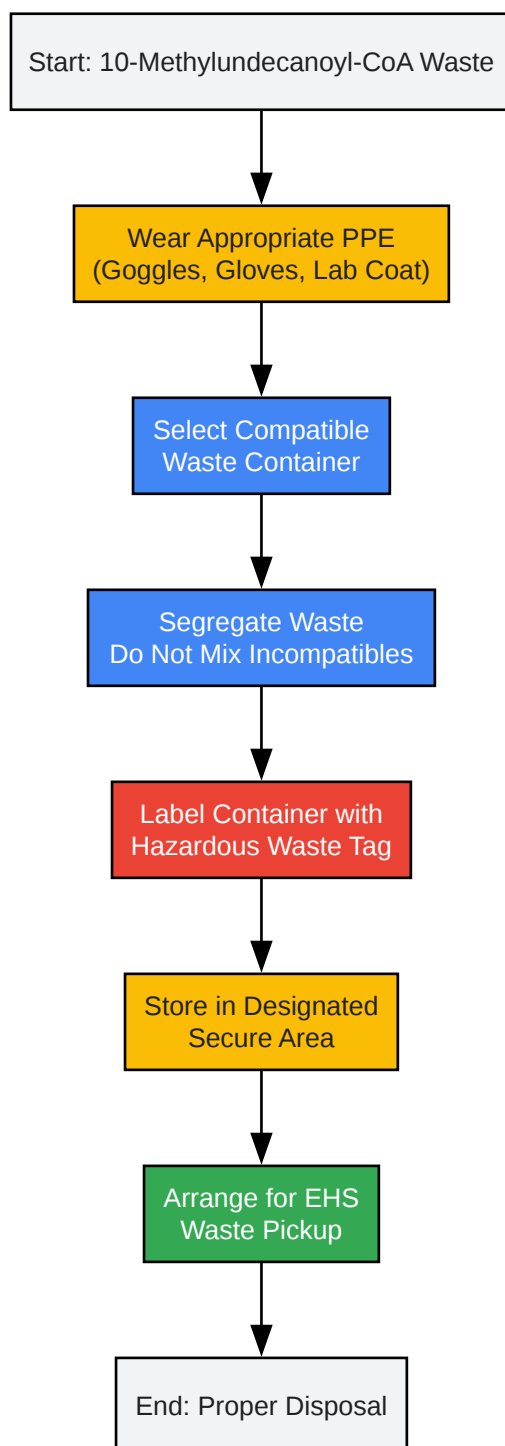 Start: 10-Methylundecanoyl-CoA Waste
Wear Appropriate PPE
(Goggles, Gloves, Lab Coat)
Select Compatible
Waste Container
Segregate Waste
Do Not Mix Incompatibles
Label Container with
Hazardous Waste Tag
Store in Designated
Secure Area
Arrange for EHS
Waste Pickup
End: Proper Disposal